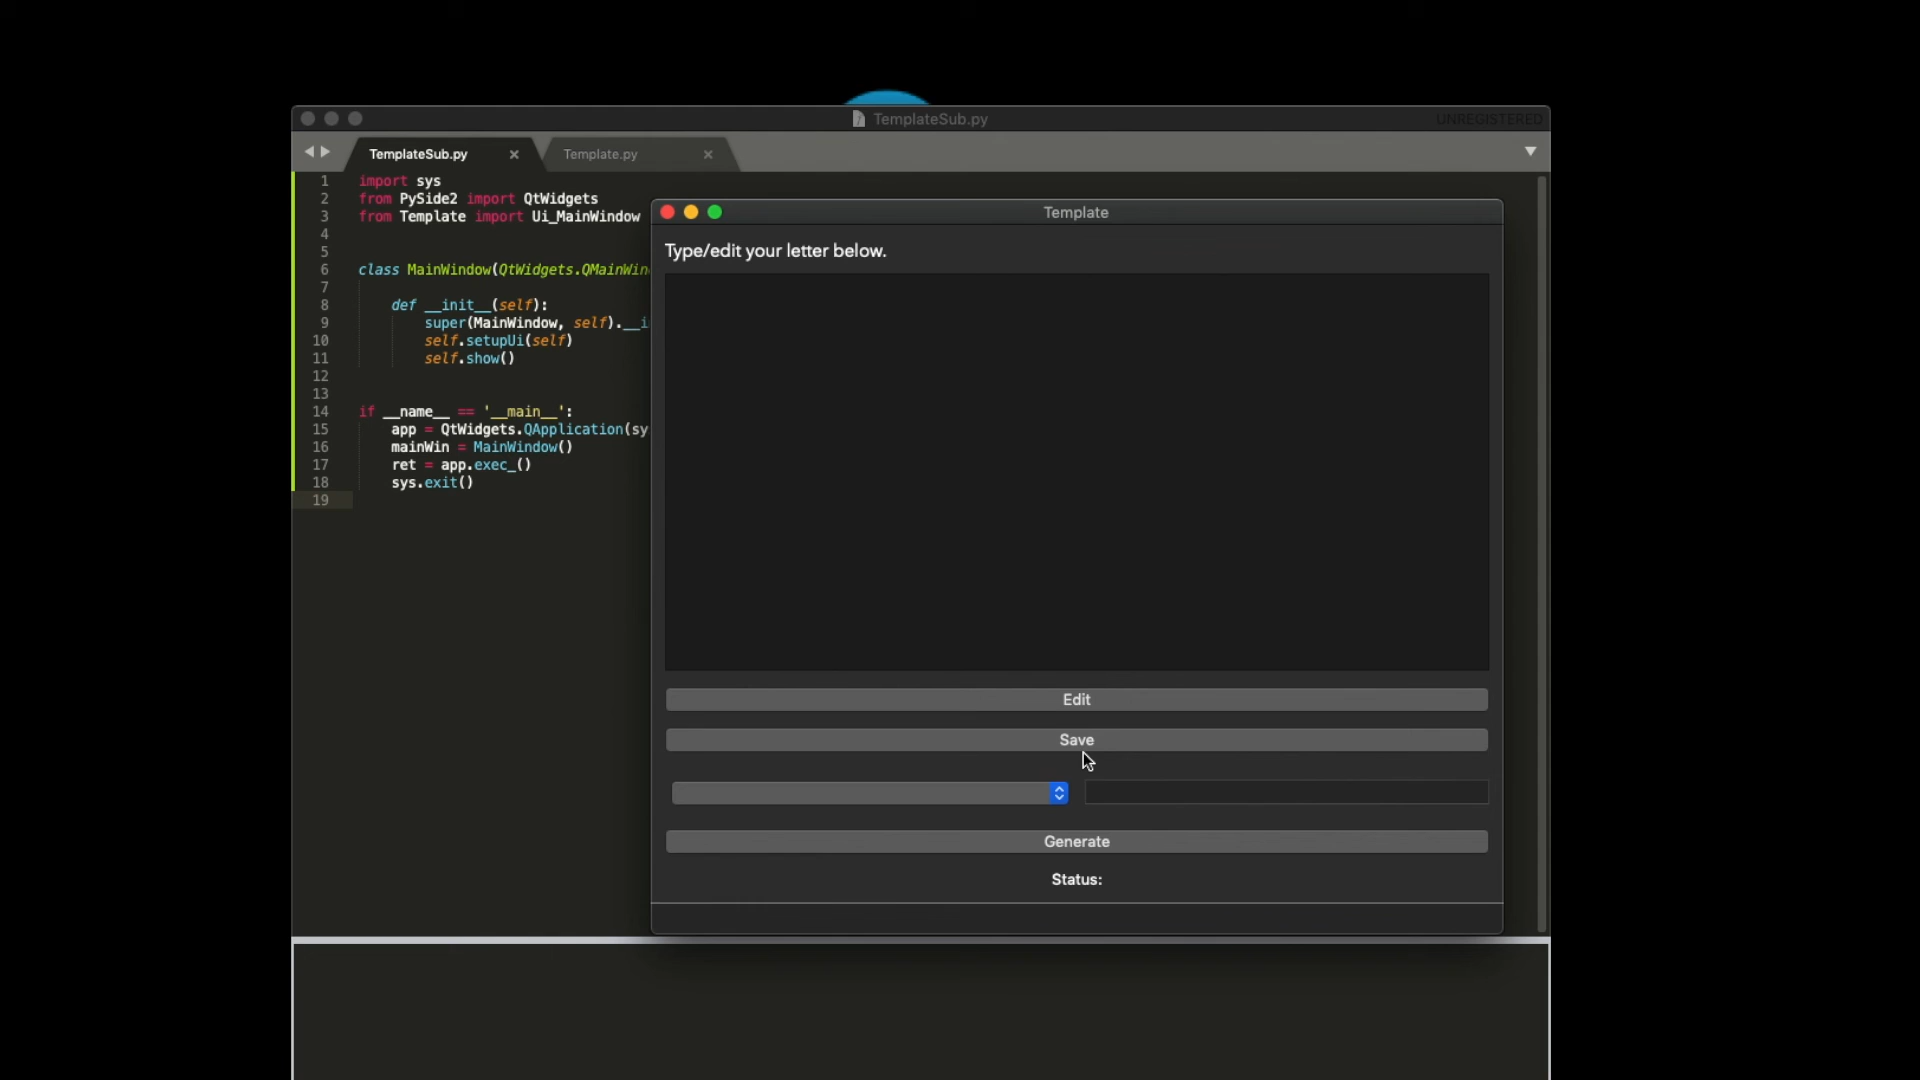 TemplateSub.py
UNREGISTERED
TemplateSub.py
Template.py
1 import sys
2 from PySide2 import QtWidgets
3 from Template import Ui_MainWindow
4
5
6 class MainWindow(QtWidgets.QMainWin
7
8 def __init__(self):
9 super(MainWindow, self).__i
10 self.setupUi(self)
11 self.show()
12
13
14 if __name__ == '__main__':
15 app = QtWidgets.QApplication(sy
16 mainWin = MainWindow()
17 ret = app.exec_()
18 sys.exit()
19
Template
Type/edit your letter below.
Edit
Save
Generate
Status: